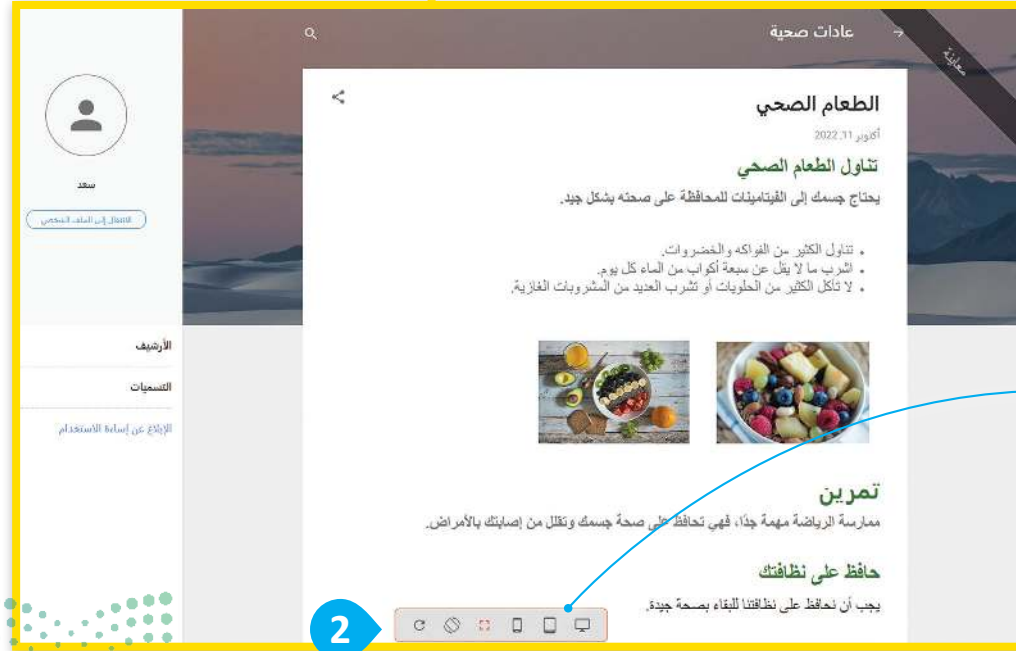 عادات صحية
معاينة
الطعام الصحي
أكتوبر 11, 2022
تناول الطعام الصحي
يحتاج جسمك إلى الڤيتامينات للمحافظة على صحته بشكل جيد.
• تناول الكثير من الفواكه والخضروات.
• اشرب ما لا يقل عن سبعة أكواب من الماء كل يوم.
• لا تأكل الكثير من الحلويات أو تشرب العديد من المشروبات الغازية.
تمرين
ممارسة الرياضة مهمة جدًا، فهي تحافظ على صحة جسمك وتقلل من إصابتك بالأمراض.
حافظ على نظافتك
يجب أن نحافظ على نظافتنا للبقاء بصحة جيدة.
سعد
الانتقال إلى الملف الشخصي
الأرشيف
التسميات
الإبلاغ عن إساءة الاستخدام
2